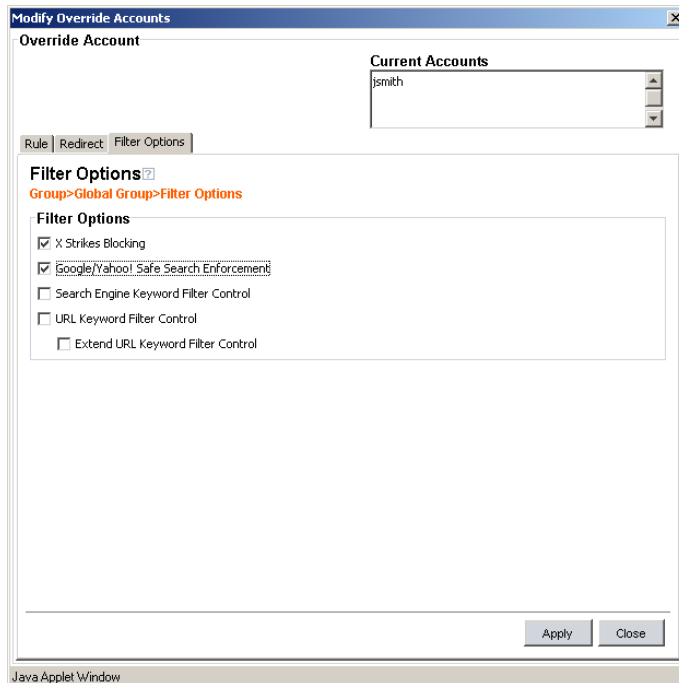 Modify Override Accounts
Override Account
Current Accounts
jsmith
Rule Redirect Filter Options
Filter Options ?
Group>Global Group>Filter Options
Filter Options
X Strikes Blocking
Google/Yahoo! Safe Search Enforcement
Search Engine Keyword Filter Control
URL Keyword Filter Control
Extend URL Keyword Filter Control
Apply Close
Java Applet Window